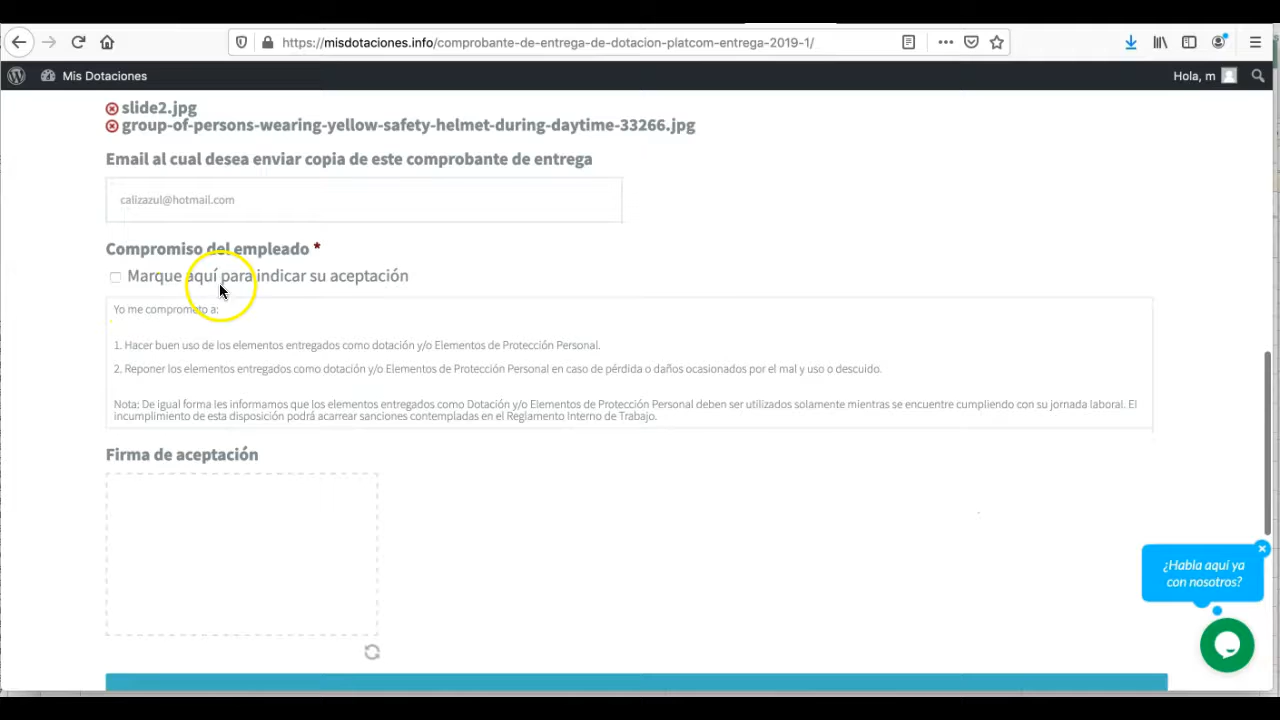 https://misdotaciones.info/comprobante-de-entrega-de-dotacion-platcom-entrega-2019-1/
Mis Dotaciones
Hola, m
slide2.jpg
group-of-persons-wearing-yellow-safety-helmet-during-daytime-33266.jpg
Email al cual desea enviar copia de este comprobante de entrega
calizazul@hotmail.com
Compromiso del empleado *
Marque aquí para indicar su aceptación
Yo me comprometo a:
1. Hacer buen uso de los elementos entregados como dotación y/o Elementos de Protección Personal.
2. Reponer los elementos entregados como dotación y/o Elementos de Protección Personal en caso de pérdida o daños ocasionados por el mal y uso o descuido.
Nota: De igual forma les informamos que los elementos entregados como Dotación y/o Elementos de Protección Personal deben ser utilizados solamente mientras se encuentre cumpliendo con su jornada laboral. El
incumplimiento de esta disposición podrá acarrear sanciones contempladas en el Reglamento Interno de Trabajo.
Firma de aceptación
¿Habla aquí ya
con nosotros?